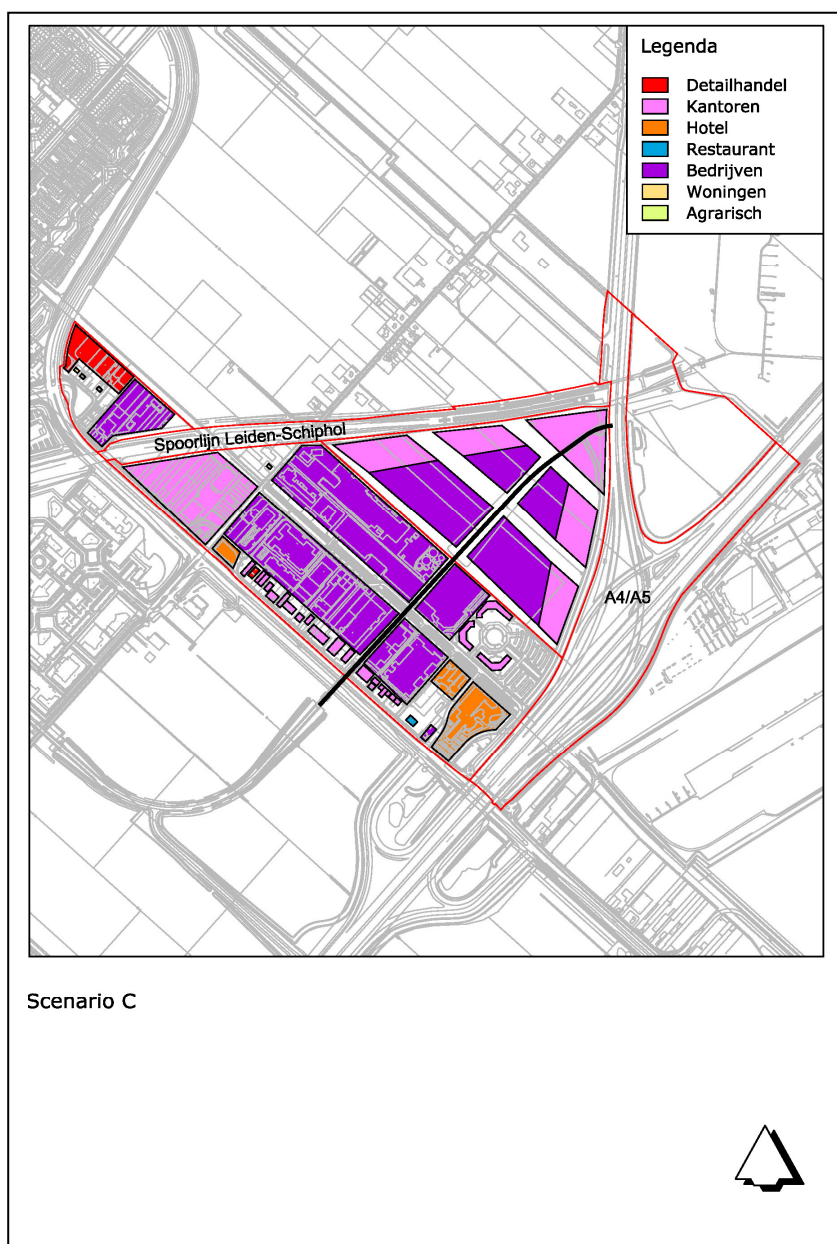 Legenda
Detailhandel
Kantoren
Hotel
Restaurant
Bedrijven
Woningen
Agrarisch
Spoorlijn Leiden-Schiphol
A4/A5
Scenario C